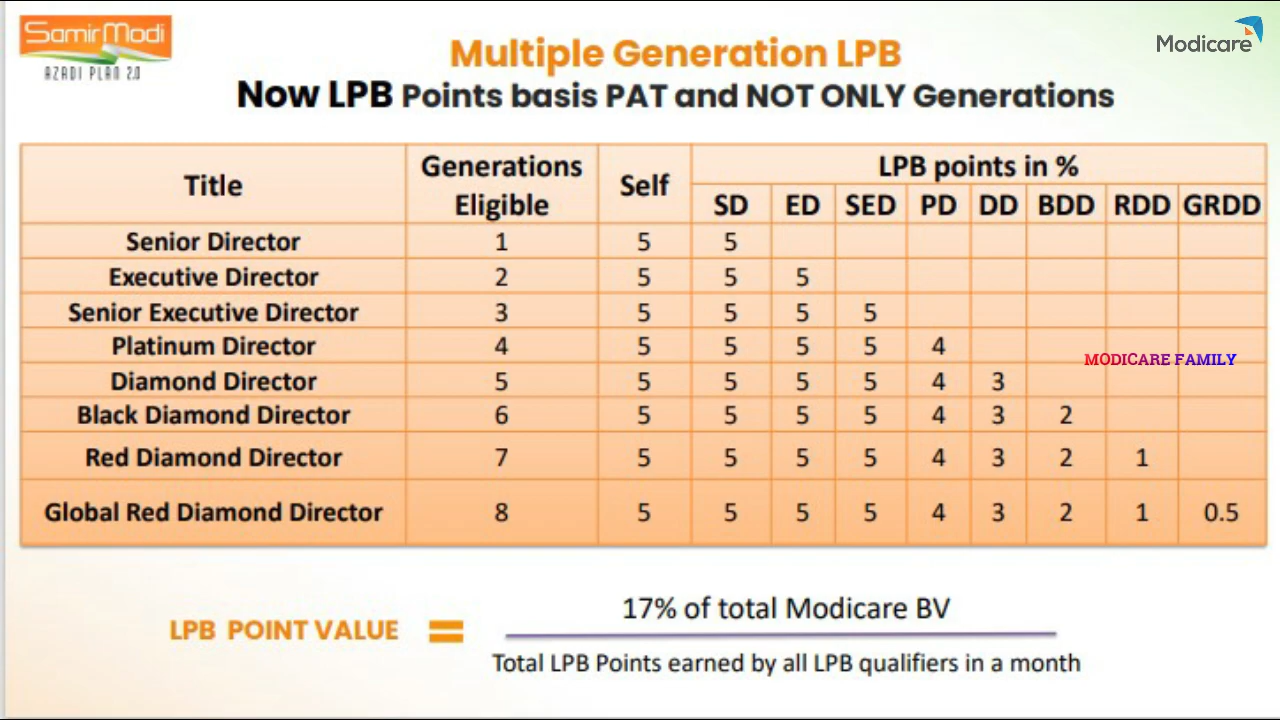 SamirModi
AZADI PLAN 2.0
Modicare
Multiple Generation LPB
Now LPB Points basis PAT and NOT ONLY Generations
Title Generations Eligible Self LPB points in %
SD ED SED PD DD BDD RDD GRDD
Senior Director 1 5 5
Executive Director 2 5 5 5
Senior Executive Director 3 5 5 5 5
Platinum Director 4 5 5 5 5 4
MODICARE FAMILY
Diamond Director 5 5 5 5 5 4 3
Black Diamond Director 6 5 5 5 5 4 3 2
Red Diamond Director 7 5 5 5 5 4 3 2 1
Global Red Diamond Director 8 5 5 5 5 4 3 2 1 0.5
LPB POINT VALUE =
17% of total Modicare BV
Total LPB Points earned by all LPB qualifiers in a month